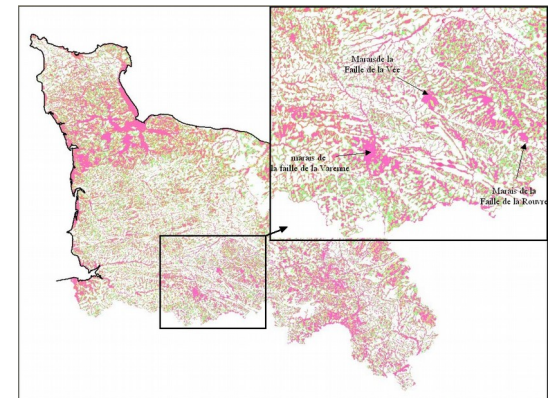 Marais de la
Faille de la Vée
marais de
la faille de la Varenne
Marais de la
Faille de la Rouvre